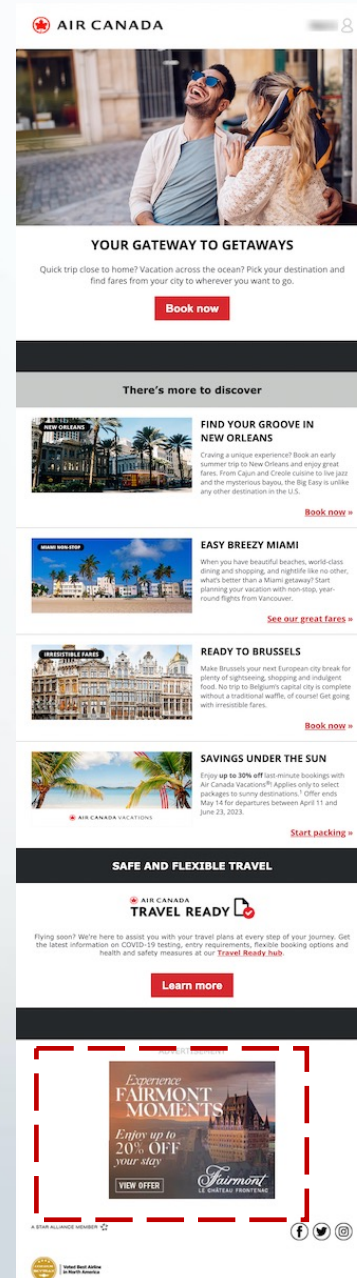 AIR CANADA
YOUR GATEWAY TO GETAWAYS
Quick trip close to home? Vacation across the ocean? Pick your destination and
find fares from your city to wherever you want to go.
Book now
There's more to discover
NEW ORLEANS
FIND YOUR GROOVE IN
NEW ORLEANS
Craving a unique experience? Book an early
summer trip to New Orleans and enjoy great
fares. From Cajun and Creole cuisine to live jazz
and the mysterious bayou, the Big Easy is unlike
any other destination in the U.S.
Book now »
MIAMI NON-STOP
EASY BREEZY MIAMI
When you have beautiful beaches, world-class
dining and shopping, and nightlife like no other,
what's better than a Miami getaway? Start
planning your vacation with non-stop, year-
round flights from Vancouver.
See our great fares »
IRRESISTIBLE FARES
READY TO BRUSSELS
Make Brussels your next European city break for
plenty of sightseeing, shopping and indulgent
food. No trip to Belgium's capital city is complete
without a traditional waffle, of course! Get going
with irresistible fares.
Book now »
AIR CANADA VACATIONS
SAVINGS UNDER THE SUN
Enjoy up to 30% off last-minute bookings with
Air Canada Vacations®! Applies only to select
packages to sunny destinations.¹ Offer ends
May 14 for departures between April 11 and
June 23, 2023.
Start packing »
SAFE AND FLEXIBLE TRAVEL
AIR CANADA
TRAVEL READY
Flying soon? We're here to assist you with your travel plans at every step of your journey. Get
the latest information on COVID-19 testing, entry requirements, flexible booking options and
health and safety measures at our Travel Ready hub.
Learn more
ADVERTISEMENT
Experience
FAIRMONT
MOMENTS
Enjoy up to
20% OFF
your stay
VIEW OFFER
Fairmont
LE CHÂTEAU FRONTENAC
A STAR ALLIANCE MEMBER
Voted Best Airline
in North America